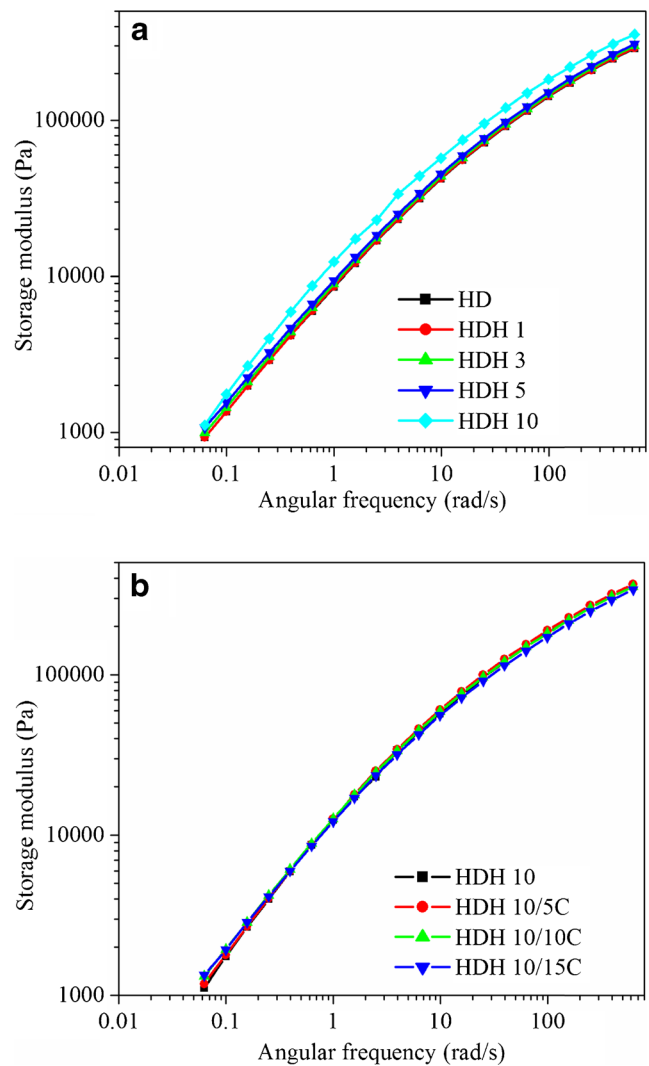 a
100000
10000
1000
Storage modulus (Pa)
HD
HDH 1
HDH 3
HDH 5
HDH 10
0.01 0.1 1 10 100
Angular frequency (rad/s)
b
100000
10000
1000
Storage modulus (Pa)
HDH 10
HDH 10/5C
HDH 10/10C
HDH 10/15C
0.01 0.1 1 10 100
Angular frequency (rad/s)